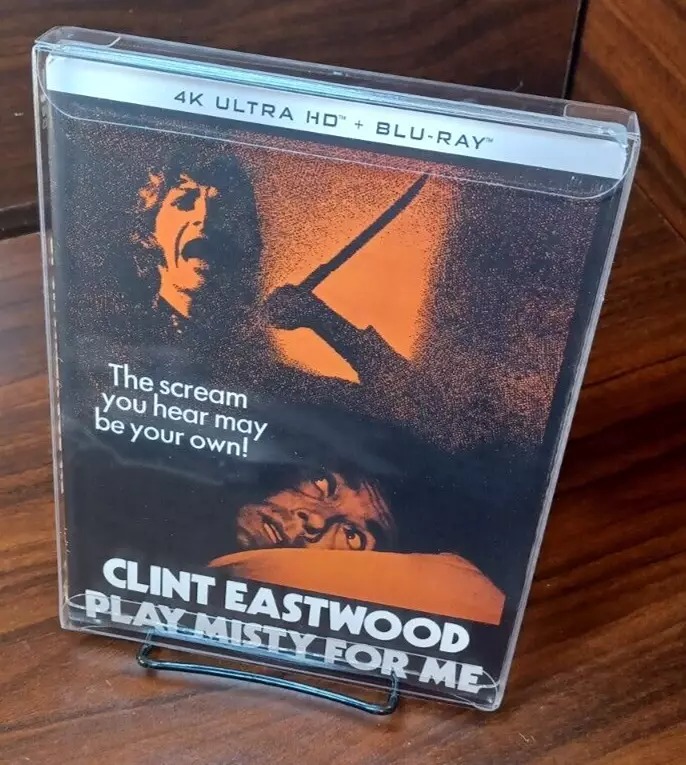 4K ULTRA HD™ + BLU-RAY™
The scream
you hear may
be your own!
CLINT EASTWOOD
PLAY MISTY FOR ME